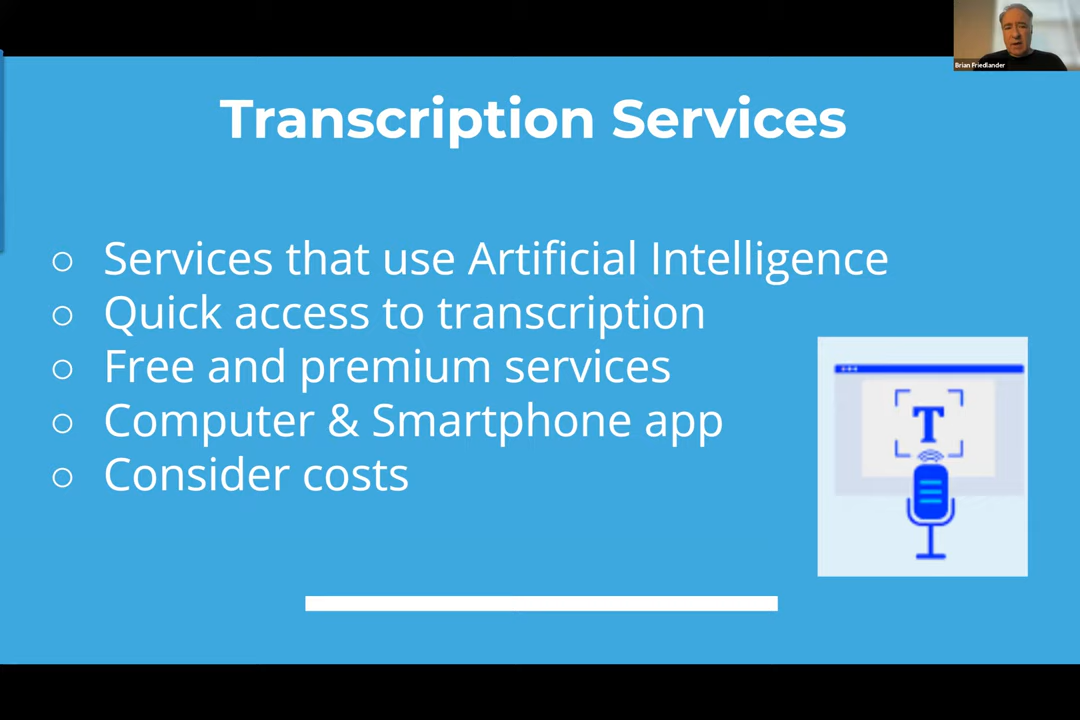 Brian Friedlander
Transcription Services
○ Services that use Artificial Intelligence
○ Quick access to transcription
○ Free and premium services
○ Computer & Smartphone app
○ Consider costs
T